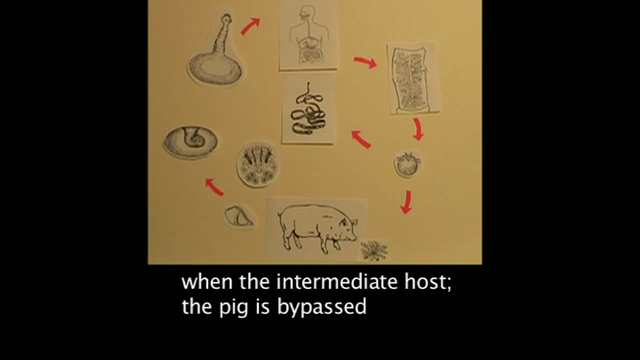 when the intermediate host;
the pig is bypassed